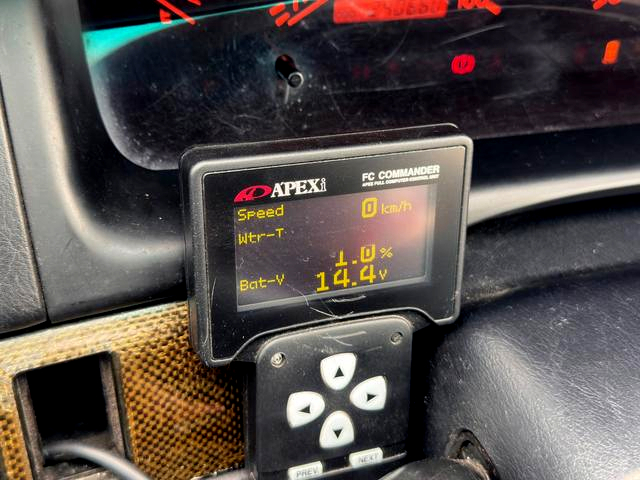 APEXi
FC COMMANDER
APEX FULL COMPUTER CONTROL UNIT
Speed 0 km/h
Wtr-T
1.0 %
Bat-V 14.4 V
PREV
NEXT